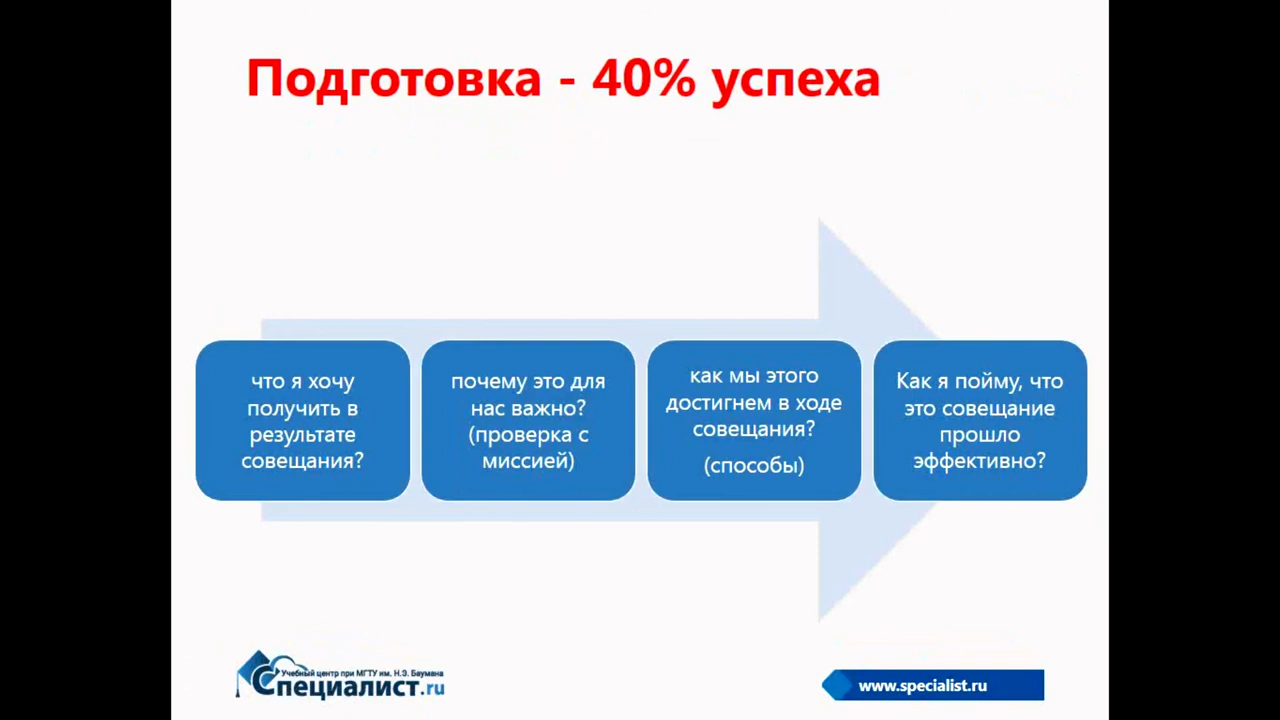 Подготовка - 40% успеха
что я хочу
получить в
результате
совещания?
почему это для
нас важно?
(проверка с
миссией)
как мы этого
достигнем в ходе
совещания?
(способы)
Как я пойму, что
это совещание
прошло
эффективно?
Учебный центр при МГТУ им. Н.Э. Баумана
Специалист.ru
www.specialist.ru